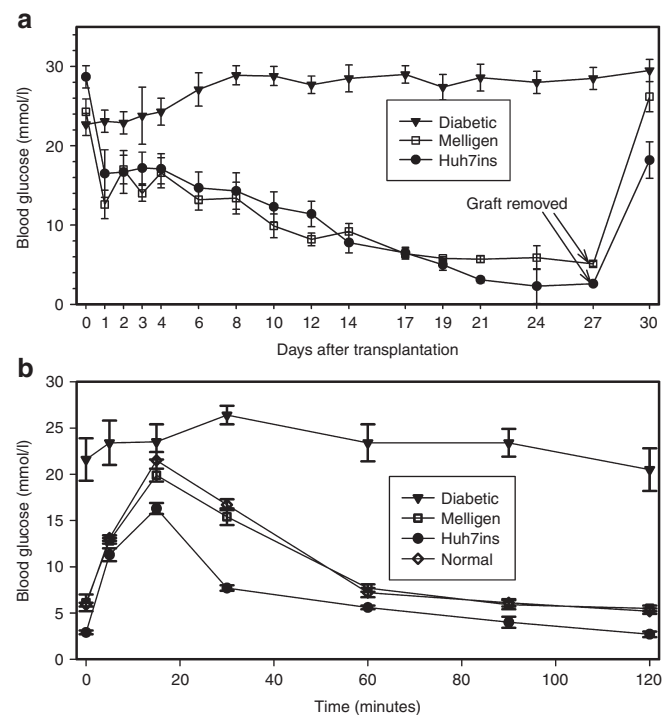 a
Blood glucose (mmol/l)
30
20
10
0
Diabetic
Melligen
Huh7ins
Graft removed
0 1 2 3 4 6 8 10 12 14 17 19 21 24 27 30
Days after transplantation
b
Blood glucose (mmol/l)
30
25
20
15
10
5
0
Diabetic
Melligen
Huh7ins
Normal
0 20 40 60 80 100 120
Time (minutes)